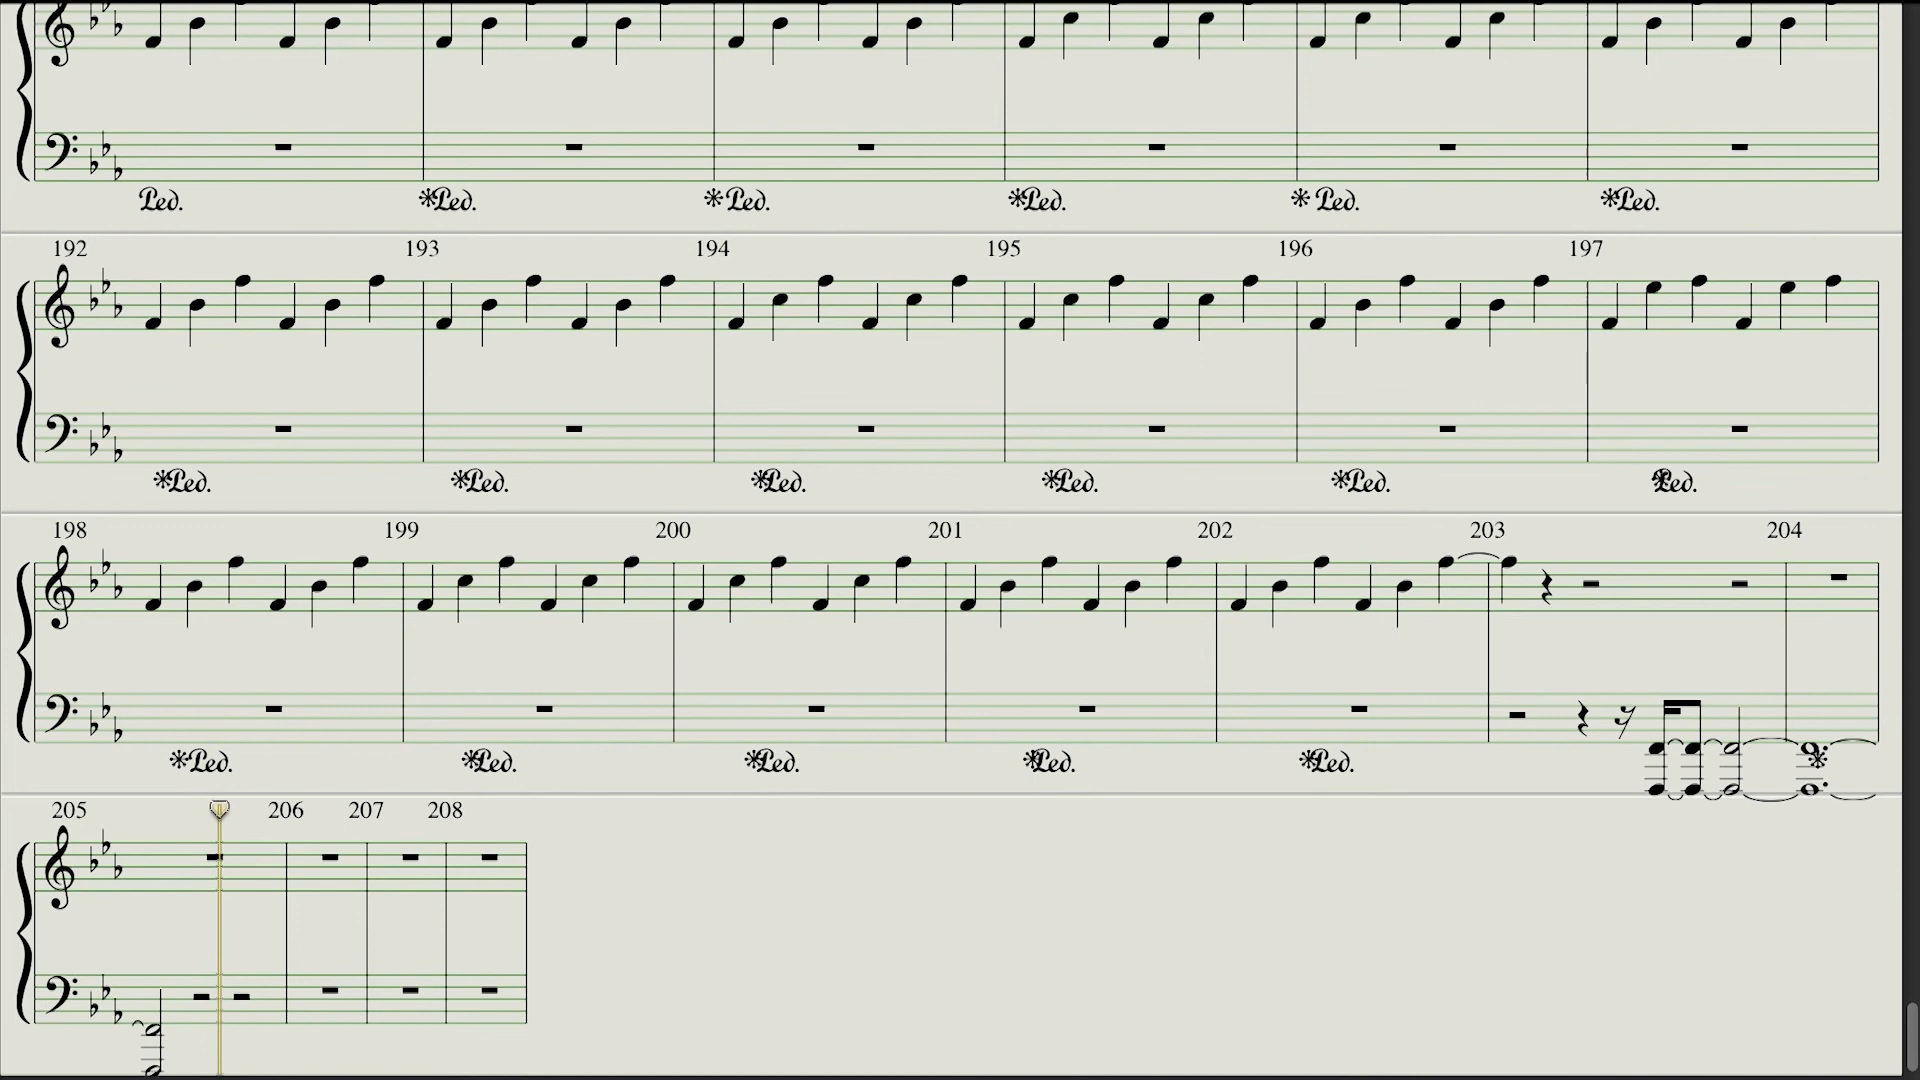 Ped. Ped. Ped. Ped. Ped. Ped.
192 193 194 195 196 197
Ped. Ped. Ped. Ped. Ped. Ped.
198 199 200 201 202 203 204
Ped. Ped. Ped. Ped. Ped.
205 206 207 208